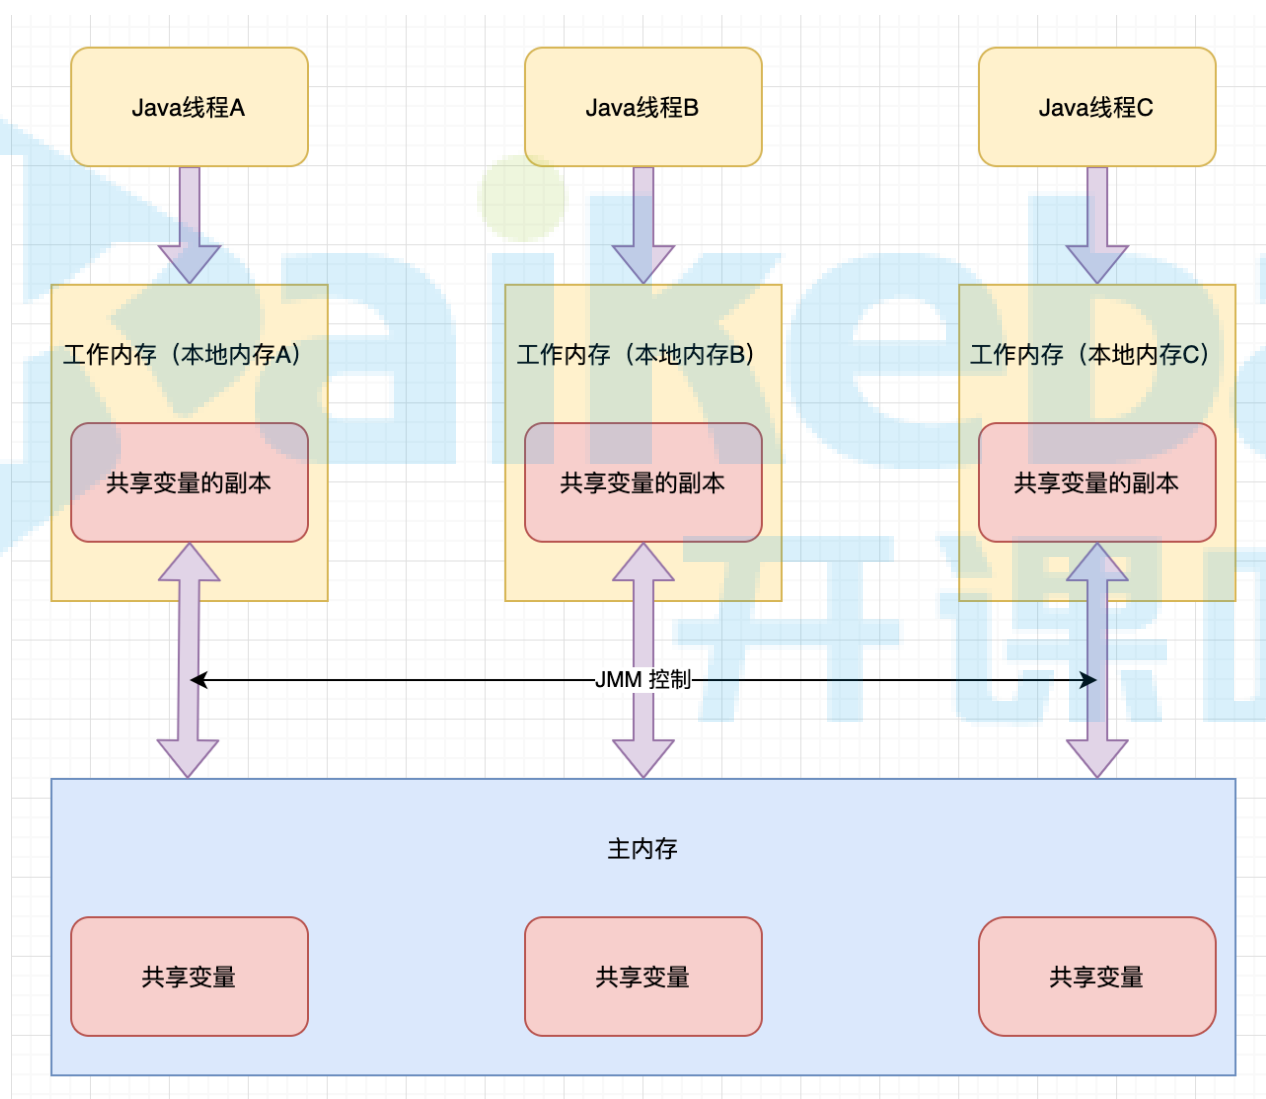 Java线程A
Java线程B
Java线程C
工作内存（本地内存A）
工作内存（本地内存B）
工作内存（本地内存C）
共享变量的副本
共享变量的副本
共享变量的副本
JMM 控制
主内存
共享变量
共享变量
共享变量
aikeba
开课吧